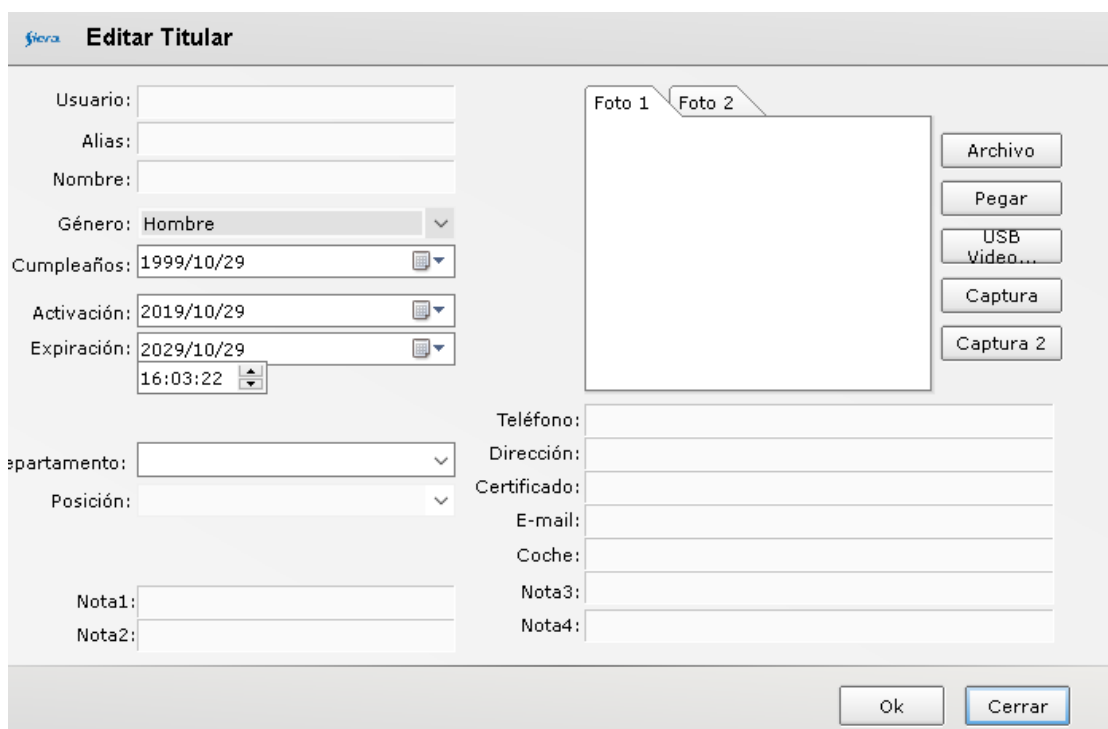 Siera Editar Titular
Usuario:
Alias:
Nombre:
Género: Hombre
Cumpleaños: 1999/10/29
Activación: 2019/10/29
Expiración: 2029/10/29
16:03:22
epartamento:
Posición:
Nota1:
Nota2:
Foto 1 Foto 2
Archivo
Pegar
USB
Video...
Captura
Captura 2
Teléfono:
Dirección:
Certificado:
E-mail:
Coche:
Nota3:
Nota4:
Ok Cerrar